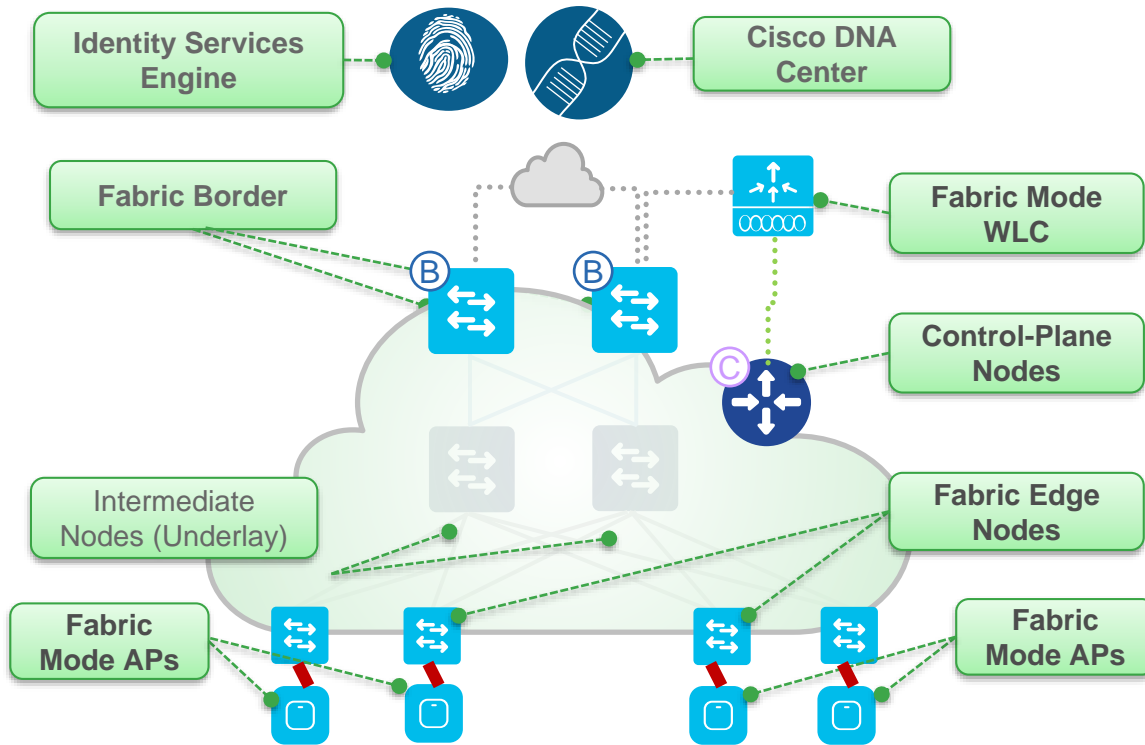 Identity Services
Engine
Cisco DNA
Center
Fabric Border
B
B
Fabric Mode
WLC
C
Control-Plane
Nodes
Intermediate
Nodes (Underlay)
Fabric Edge
Nodes
Fabric
Mode APs
Fabric
Mode APs